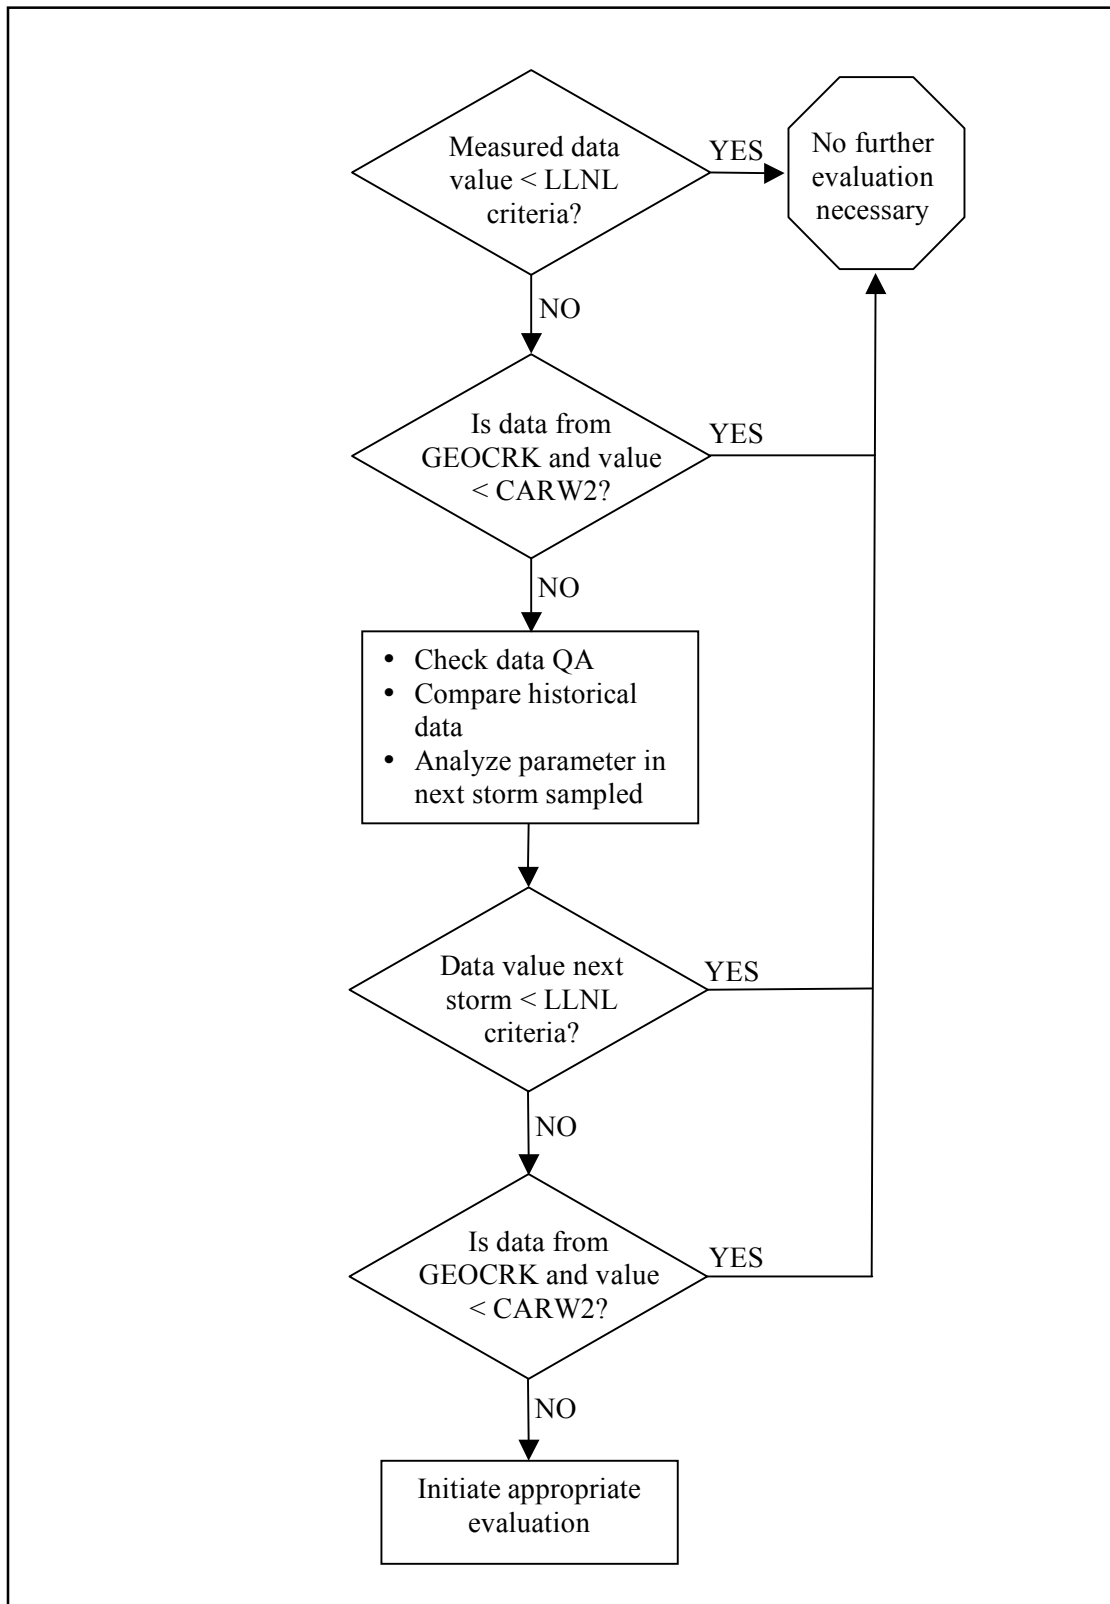 Measured data
value < LLNL
criteria?
YES
No further
evaluation
necessary
NO
Is data from
GEOCRK and value
< CARW2?
YES
NO
• Check data QA
• Compare historical
data
• Analyze parameter in
next storm sampled
Data value next
storm < LLNL
criteria?
YES
NO
Is data from
GEOCRK and value
< CARW2?
YES
NO
Initiate appropriate
evaluation